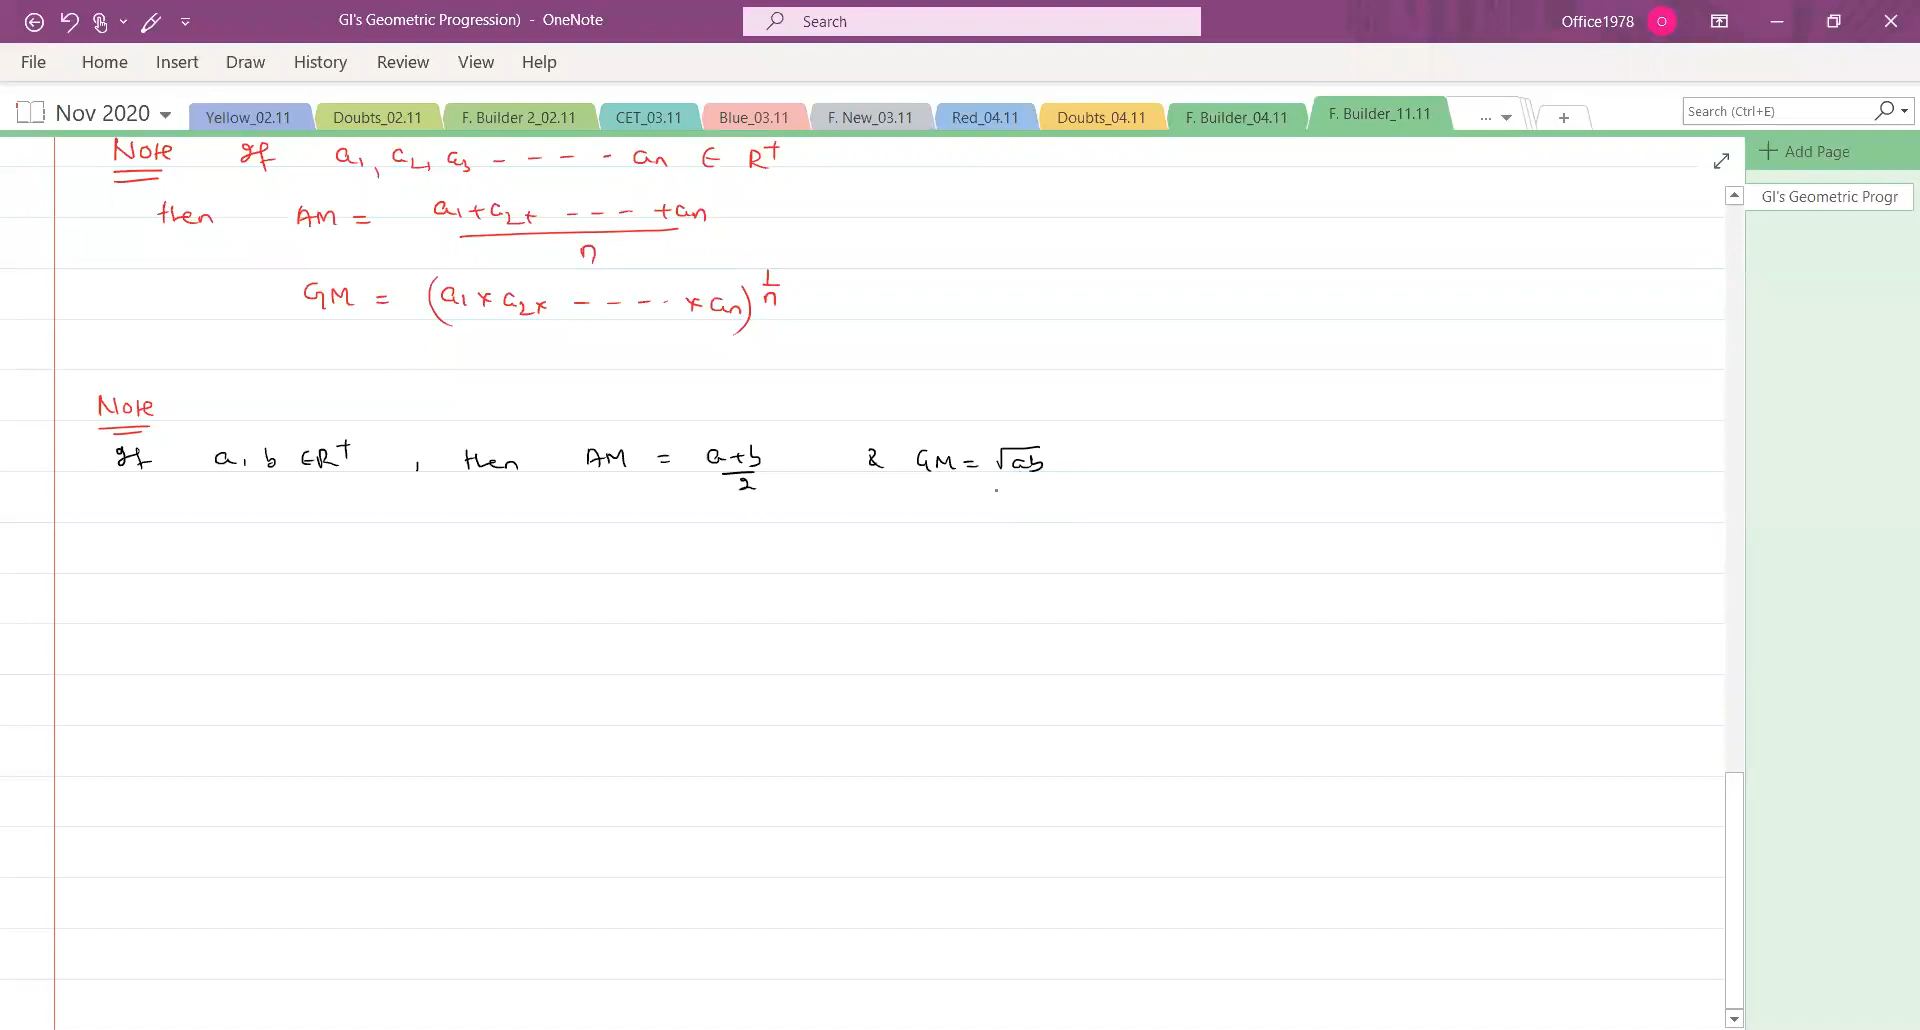 GI's Geometric Progression) - OneNote
Search
Office1978
O
File Home Insert Draw History Review View Help
Nov 2020
Yellow_02.11 Doubts_02.11 F. Builder 2_02.11 CET_03.11 Blue_03.11 F. New_03.11 Red_04.11 Doubts_04.11 F. Builder_04.11 F. Builder_11.11 ... +
Search (Ctrl+E)
Add Page
GI's Geometric Progr
Note If a₁, a₂, a₃ - - - - - aₙ ∈ R⁺
then AM = (a₁+a₂+ - - - - +aₙ)/n
GM = (a₁×a₂× - - - - - ×aₙ)^(1/n)
Note
If a, b ∈ R⁺, then AM = (a+b)/2 & GM = √ab